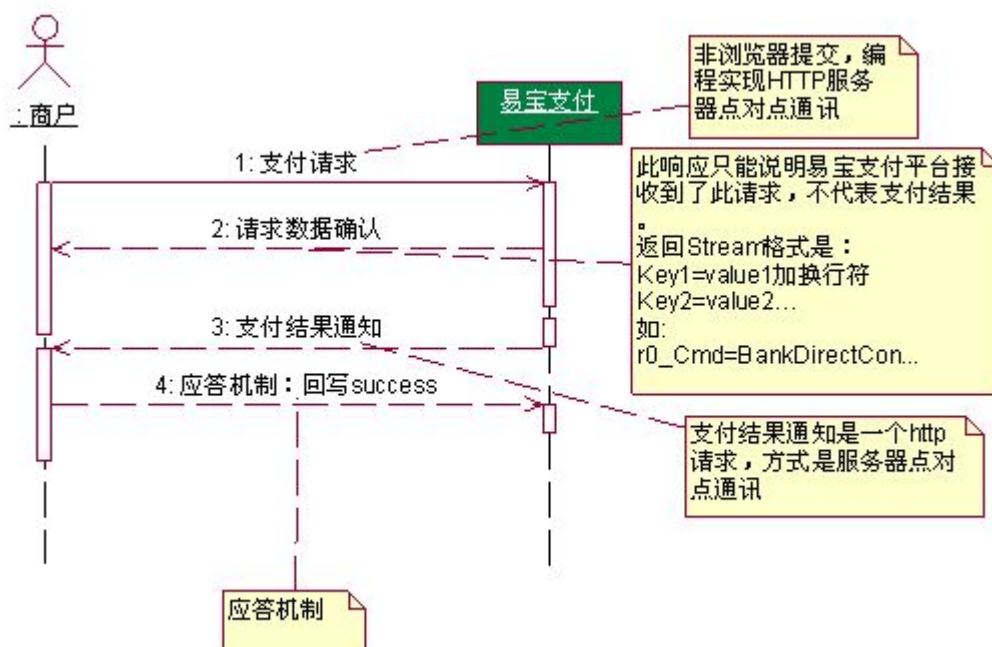 非浏览器提交，编
程实现HTTP服务
器点对点通讯
: 商户
易宝支付
1: 支付请求
此响应只能说明易宝支付平台接
收到了此请求，不代表支付结果
。
返回Stream格式是：
Key1=value1加换行符
Key2=value2...
如:
r0_Cmd=BankDirectCon...
2: 请求数据确认
3: 支付结果通知
4: 应答机制：回写success
支付结果通知是一个http
请求，方式是服务器点对
点通讯
应答机制